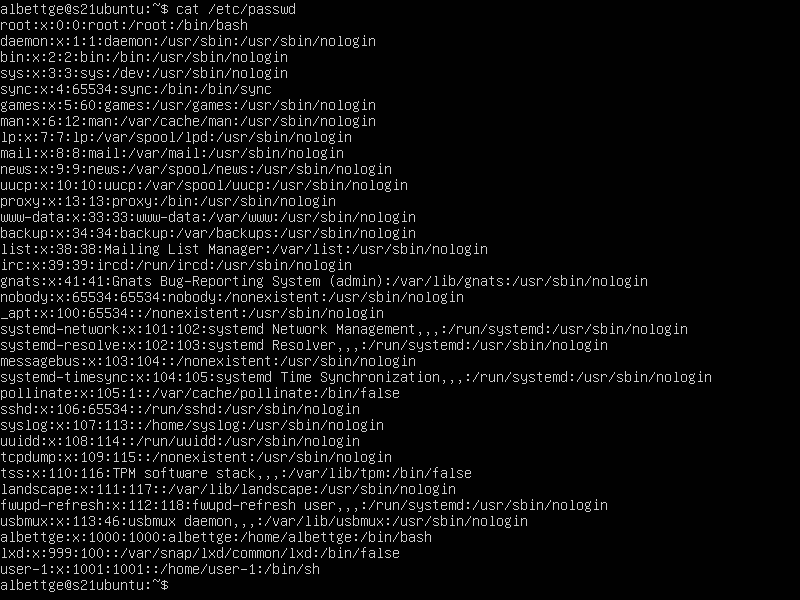 albettge@s21ubuntu:~$ cat /etc/passwd
root:x:0:0:root:/root:/bin/bash
daemon:x:1:1:daemon:/usr/sbin:/usr/sbin/nologin
bin:x:2:2:bin:/bin:/usr/sbin/nologin
sys:x:3:3:sys:/dev:/usr/sbin/nologin
sync:x:4:65534:sync:/bin:/bin/sync
games:x:5:60:games:/usr/games:/usr/sbin/nologin
man:x:6:12:man:/var/cache/man:/usr/sbin/nologin
lp:x:7:7:lp:/var/spool/lpd:/usr/sbin/nologin
mail:x:8:8:mail:/var/mail:/usr/sbin/nologin
news:x:9:9:news:/var/spool/news:/usr/sbin/nologin
uucp:x:10:10:uucp:/var/spool/uucp:/usr/sbin/nologin
proxy:x:13:13:proxy:/bin:/usr/sbin/nologin
www-data:x:33:33:www-data:/var/www:/usr/sbin/nologin
backup:x:34:34:backup:/var/backups:/usr/sbin/nologin
list:x:38:38:Mailing List Manager:/var/list:/usr/sbin/nologin
irc:x:39:39:ircd:/run/ircd:/usr/sbin/nologin
gnats:x:41:41:Gnats Bug-Reporting System (admin):/var/lib/gnats:/usr/sbin/nologin
nobody:x:65534:65534:nobody:/nonexistent:/usr/sbin/nologin
_apt:x:100:65534::/nonexistent:/usr/sbin/nologin
systemd-network:x:101:102:systemd Network Management,,,:/run/systemd:/usr/sbin/nologin
systemd-resolve:x:102:103:systemd Resolver,,,:/run/systemd:/usr/sbin/nologin
messagebus:x:103:104::/nonexistent:/usr/sbin/nologin
systemd-timesync:x:104:105:systemd Time Synchronization,,,:/run/systemd:/usr/sbin/nologin
pollinate:x:105:1::/var/cache/pollinate:/bin/false
sshd:x:106:65534::/run/sshd:/usr/sbin/nologin
syslog:x:107:113::/home/syslog:/usr/sbin/nologin
uuidd:x:108:114::/run/uuidd:/usr/sbin/nologin
tcpdump:x:109:115::/nonexistent:/usr/sbin/nologin
tss:x:110:116:TPM software stack,,,:/var/lib/tpm:/bin/false
landscape:x:111:117::/var/lib/landscape:/usr/sbin/nologin
fwupd-refresh:x:112:118:fwupd-refresh user,,,:/run/systemd:/usr/sbin/nologin
usbmux:x:113:46:usbmux daemon,,,:/var/lib/usbmux:/usr/sbin/nologin
albettge:x:1000:1000:albettge:/home/albettge:/bin/bash
lxd:x:999:100::/var/snap/lxd/common/lxd:/bin/false
user-1:x:1001:1001::/home/user-1:/bin/sh
albettge@s21ubuntu:~$